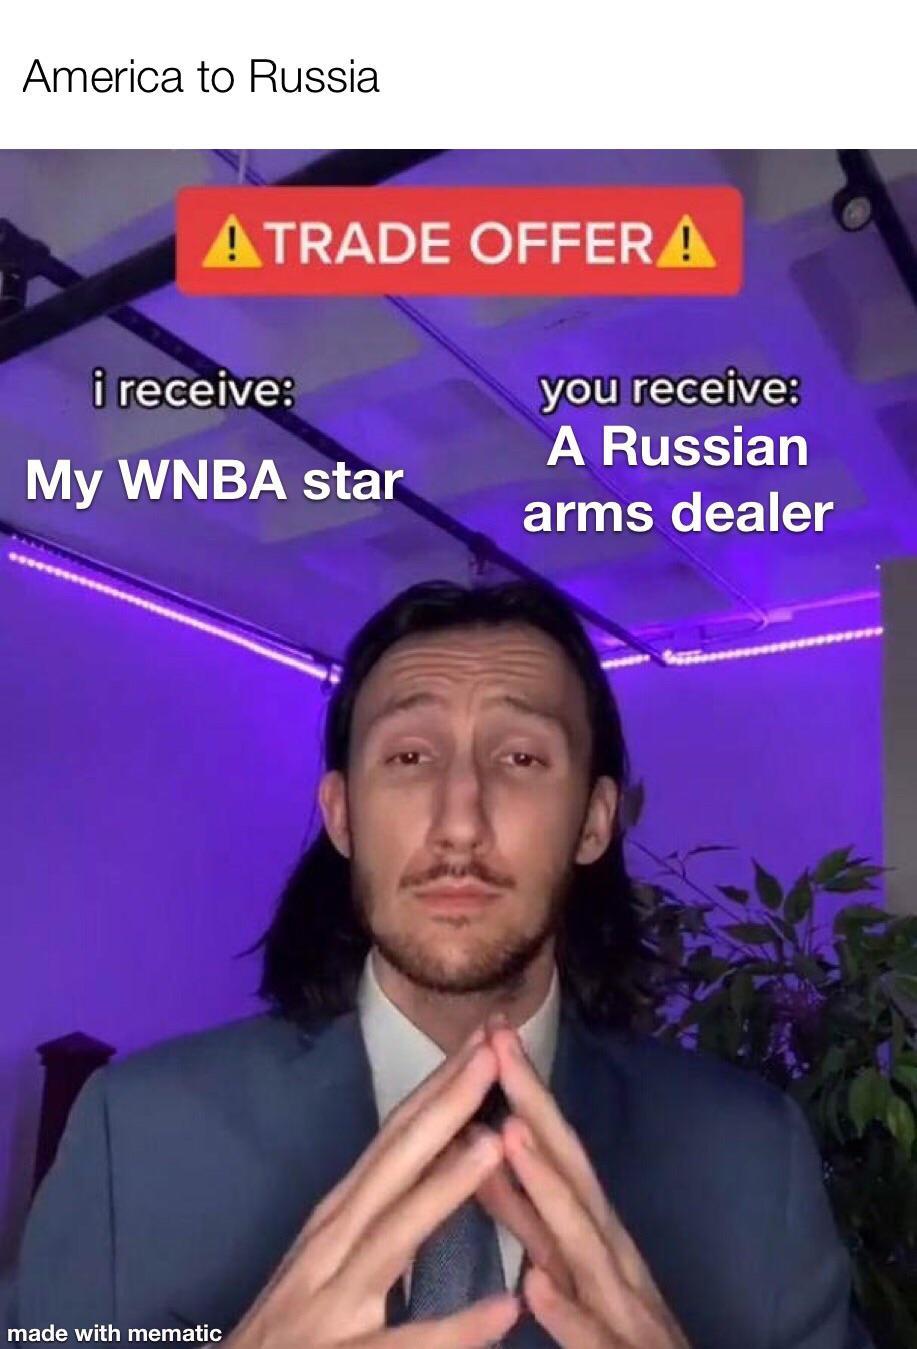 America to Russia
⚠TRADE OFFER⚠
i receive:
My WNBA star
you receive:
A Russian
arms dealer
made with mematic